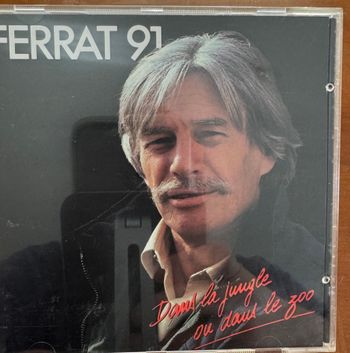 FERRAT 91
Dans la jungle
ou dans le zoo